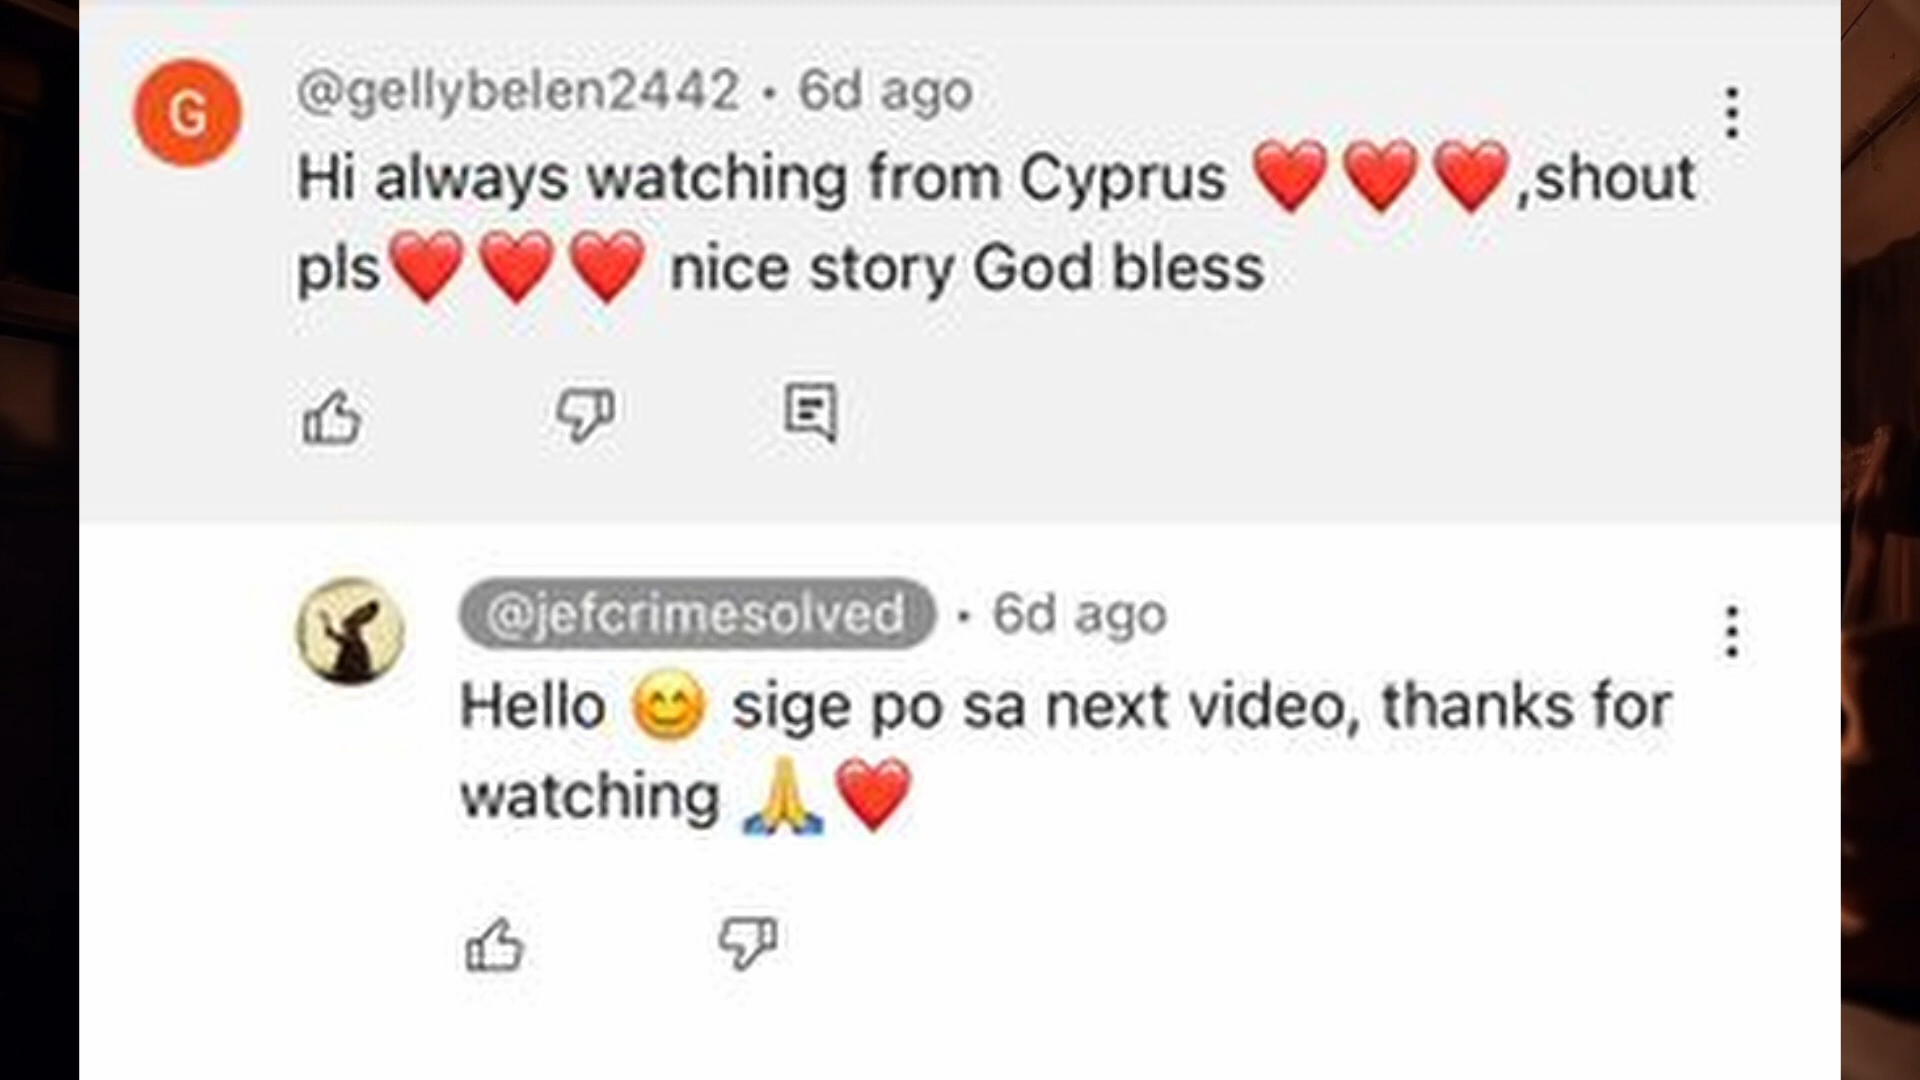 G
@gellybelen2442 • 6d ago
Hi always watching from Cyprus ❤️❤️❤️,shout
pls❤️❤️❤️ nice story God bless
@jefcrimesolved • 6d ago
Hello 😊 sige po sa next video, thanks for
watching 🙏❤️